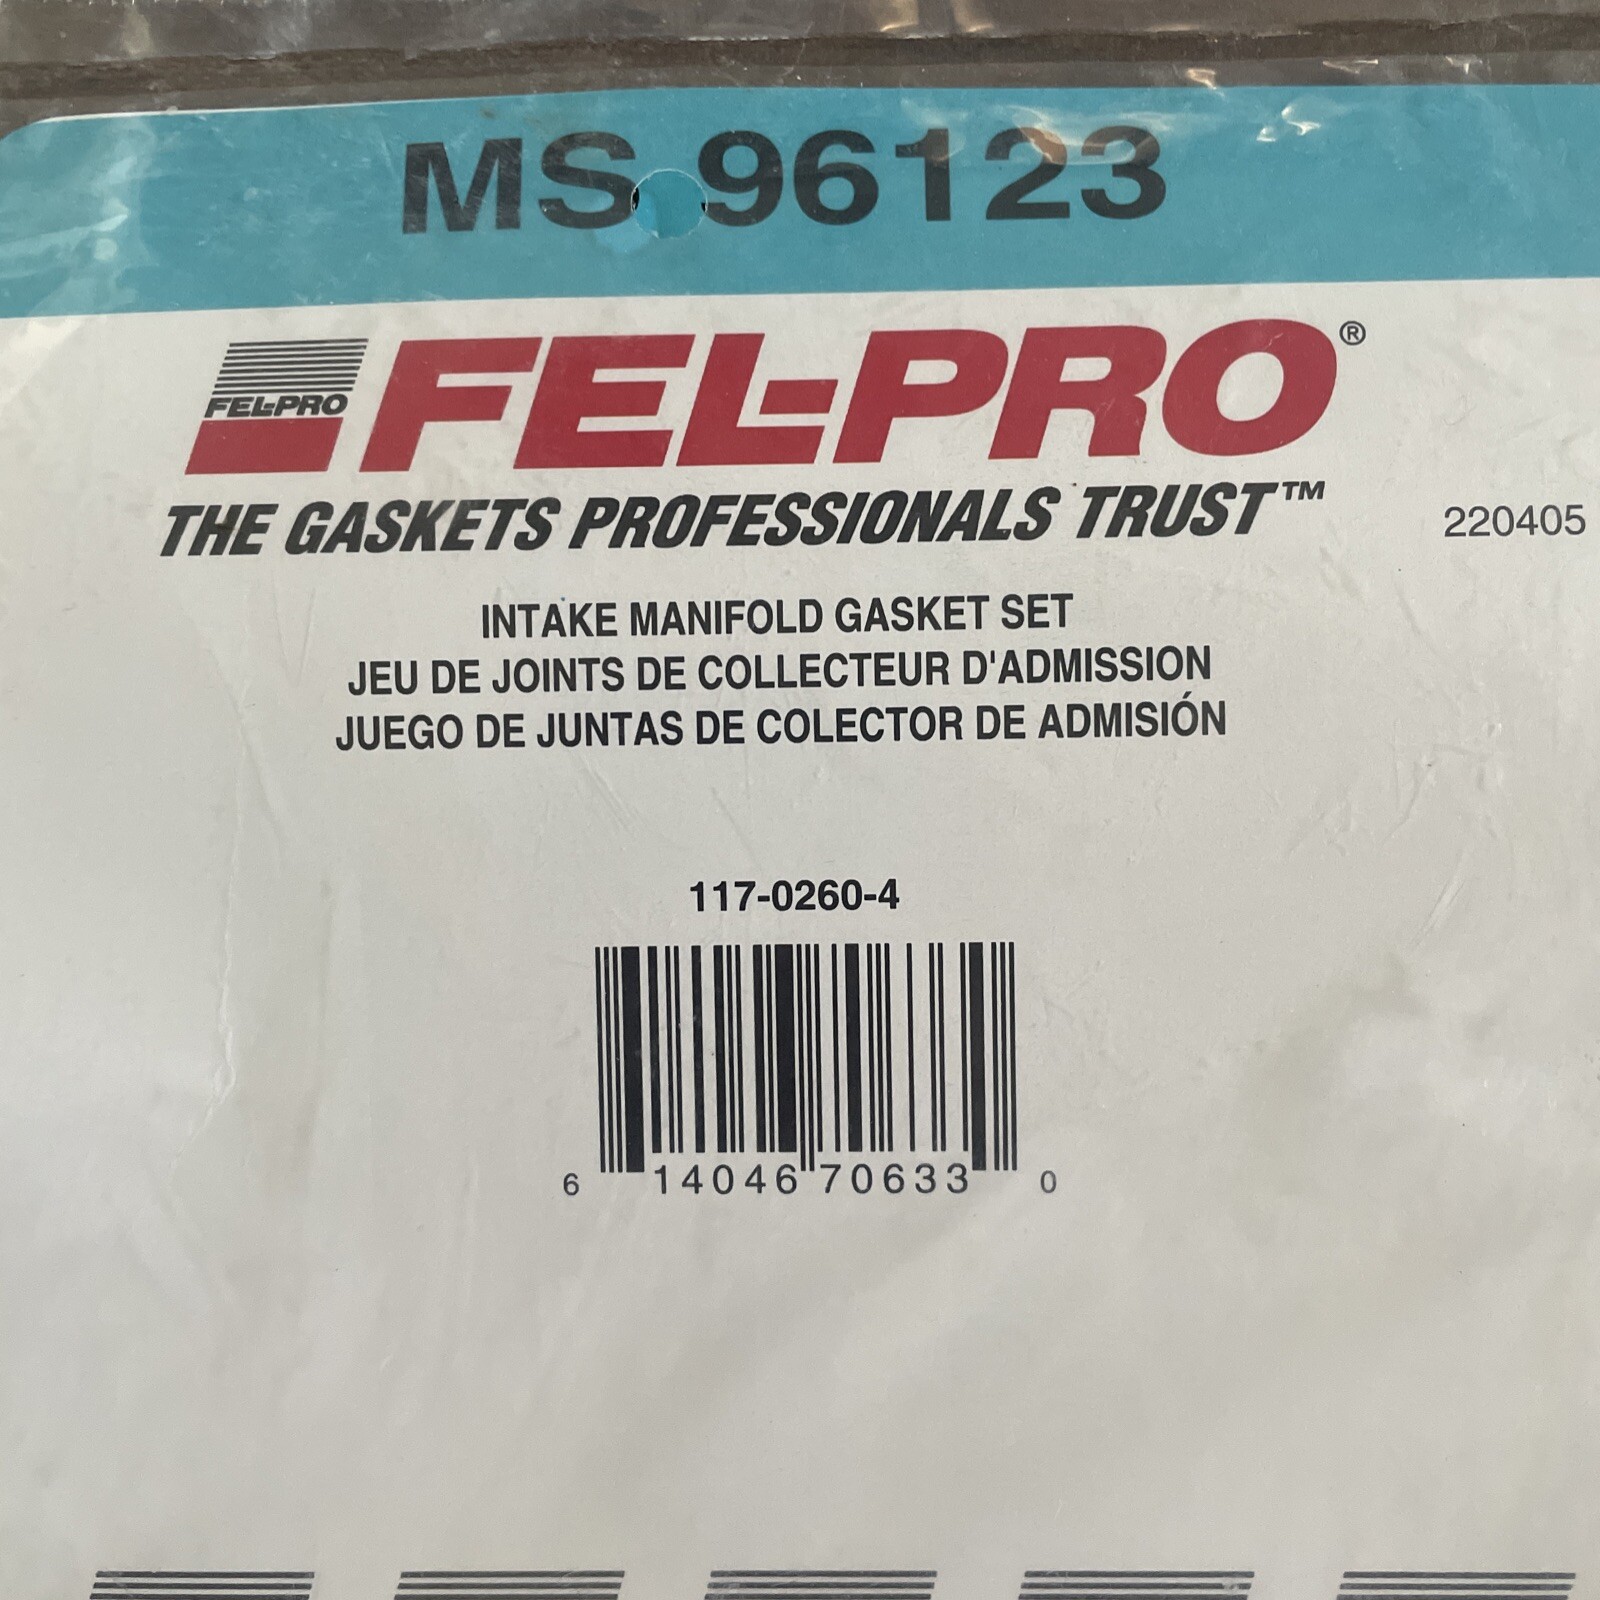 MS 96123
FEL-PRO
FEL-PRO®
THE GASKETS PROFESSIONALS TRUST™
220405
INTAKE MANIFOLD GASKET SET
JEU DE JOINTS DE COLLECTEUR D'ADMISSION
JUEGO DE JUNTAS DE COLECTOR DE ADMISIÓN
117-0260-4
6 14046 70633 0